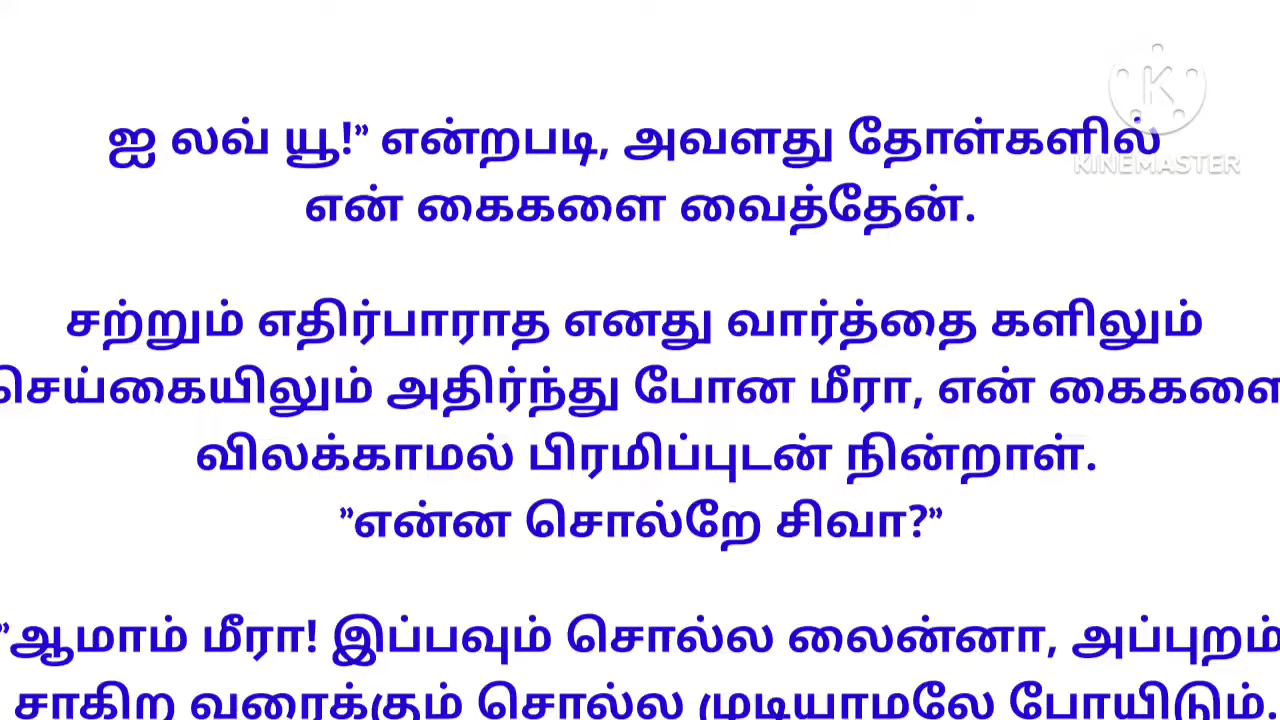 ஐ லவ் யூ!” என்றபடி, அவளது தோள்களில்
KINEMASTER
என் கைகளை வைத்தேன்.
சற்றும் எதிர்பாராத எனது வார்த்தை களிலும்
செய்கையிலும் அதிர்ந்து போன மீரா, என் கைகளை
விலக்காமல் பிரமிப்புடன் நின்றாள்.
”என்ன சொல்றே சிவா?”
”ஆமாம் மீரா! இப்பவும் சொல்ல லைன்னா, அப்புறம்
சாகிற வரைக்கும் சொல்ல முடியாமலே போயிடும்.